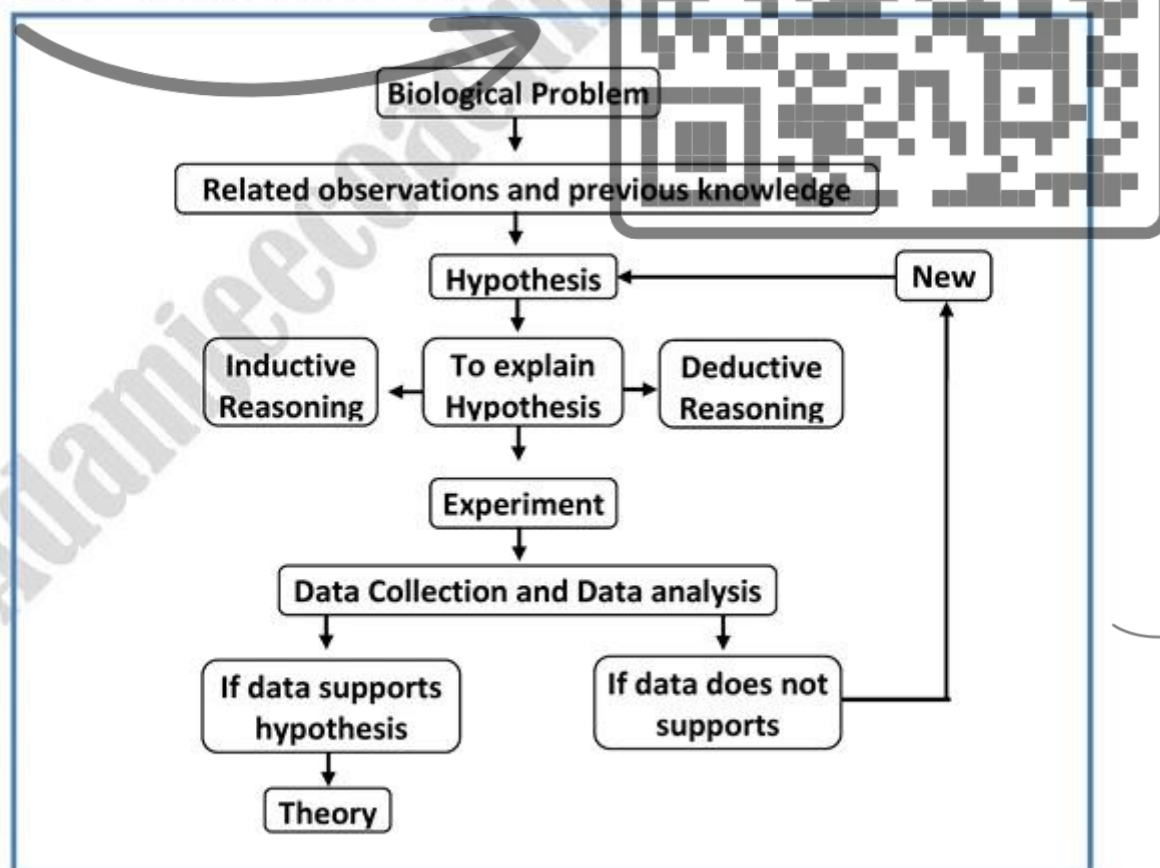 Biological Problem
Related observations and previous knowledge
Hypothesis
New
Inductive
Reasoning
To explain
Hypothesis
Deductive
Reasoning
Experiment
Data Collection and Data analysis
If data supports
hypothesis
If data does not
supports
Theory